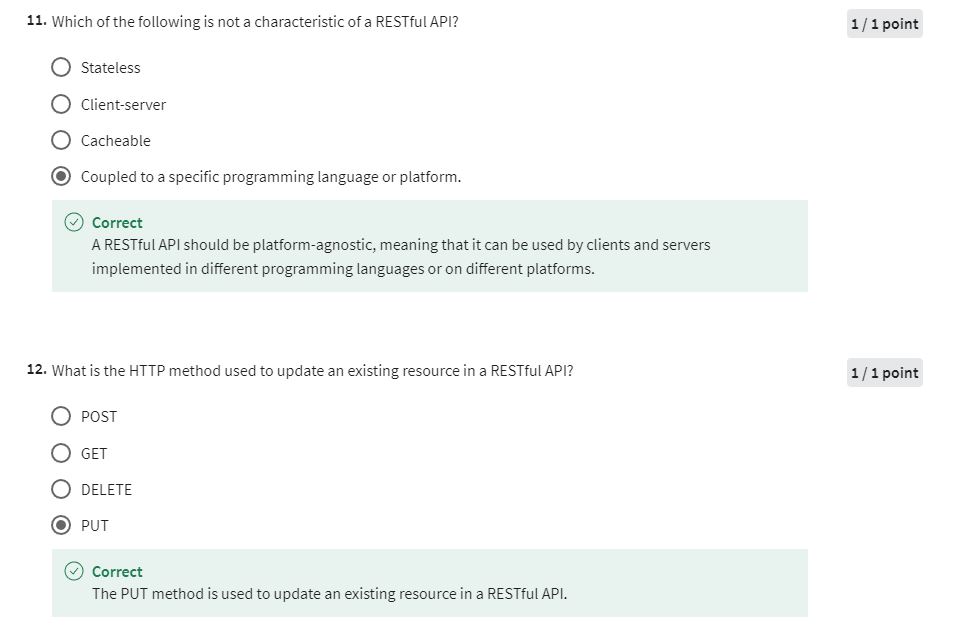 11. Which of the following is not a characteristic of a RESTful API?
1 / 1 point
Stateless
Client-server
Cacheable
Coupled to a specific programming language or platform.
Correct
A RESTful API should be platform-agnostic, meaning that it can be used by clients and servers
implemented in different programming languages or on different platforms.
12. What is the HTTP method used to update an existing resource in a RESTful API?
1 / 1 point
POST
GET
DELETE
PUT
Correct
The PUT method is used to update an existing resource in a RESTful API.